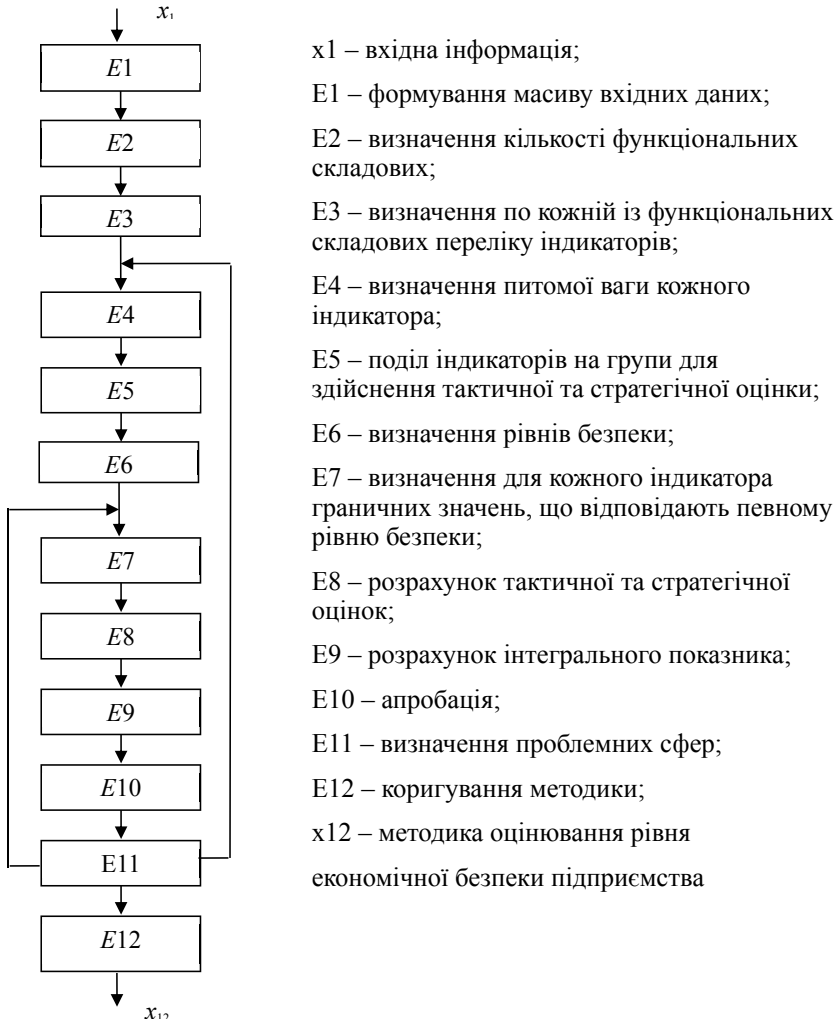 x₁
E1
E2
E3
E4
E5
E6
E7
E8
E9
E10
E11
E12
x₁₂
x1 – вхідна інформація;
E1 – формування масиву вхідних даних;
E2 – визначення кількості функціональних
складових;
E3 – визначення по кожній із функціональних
складових переліку індикаторів;
E4 – визначення питомої ваги кожного
індикатора;
E5 – поділ індикаторів на групи для
здійснення тактичної та стратегічної оцінки;
E6 – визначення рівнів безпеки;
E7 – визначення для кожного індикатора
граничних значень, що відповідають певному
рівню безпеки;
E8 – розрахунок тактичної та стратегічної
оцінок;
E9 – розрахунок інтегрального показника;
E10 – апробація;
E11 – визначення проблемних сфер;
E12 – коригування методики;
x12 – методика оцінювання рівня
економічної безпеки підприємства